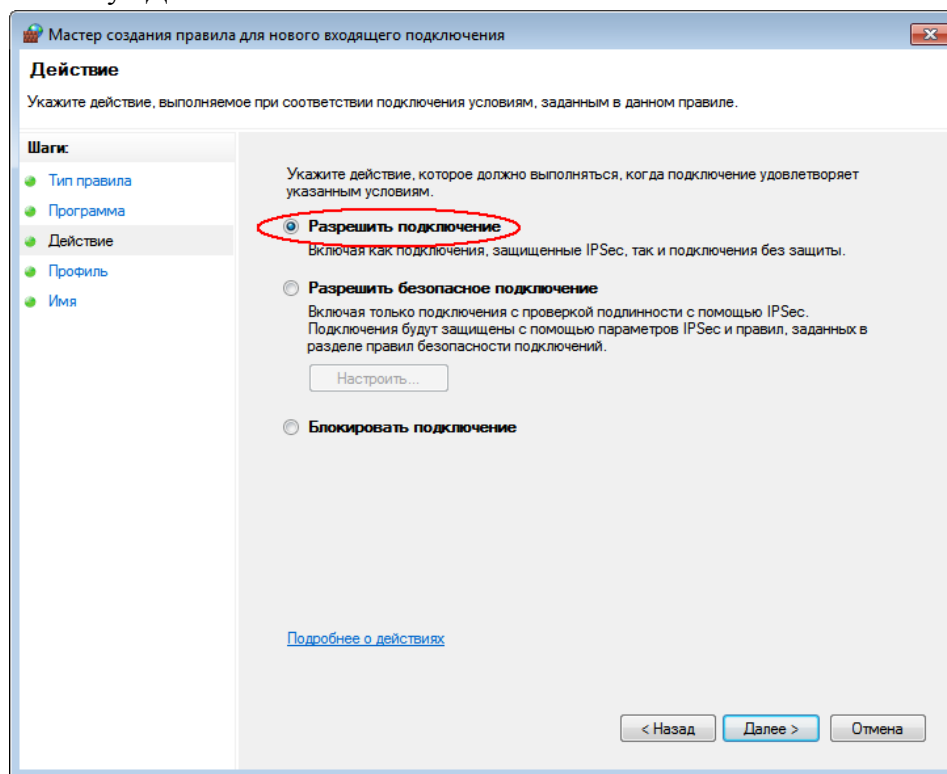 Мастер создания правила для нового входящего подключения
Действие
Укажите действие, выполняемое при соответствии подключения условиям, заданным в данном правиле.
Шаги:
Тип правила
Программа
Действие
Профиль
Имя
Укажите действие, которое должно выполняться, когда подключение удовлетворяет
указанным условиям.
Разрешить подключение
Включая как подключения, защищенные IPSec, так и подключения без защиты.
Разрешить безопасное подключение
Включая только подключения с проверкой подлинности с помощью IPSec.
Подключения будут защищены с помощью параметров IPSec и правил, заданных в
разделе правил безопасности подключений.
Настроить...
Блокировать подключение
Подробнее о действиях
< Назад
Далее >
Отмена